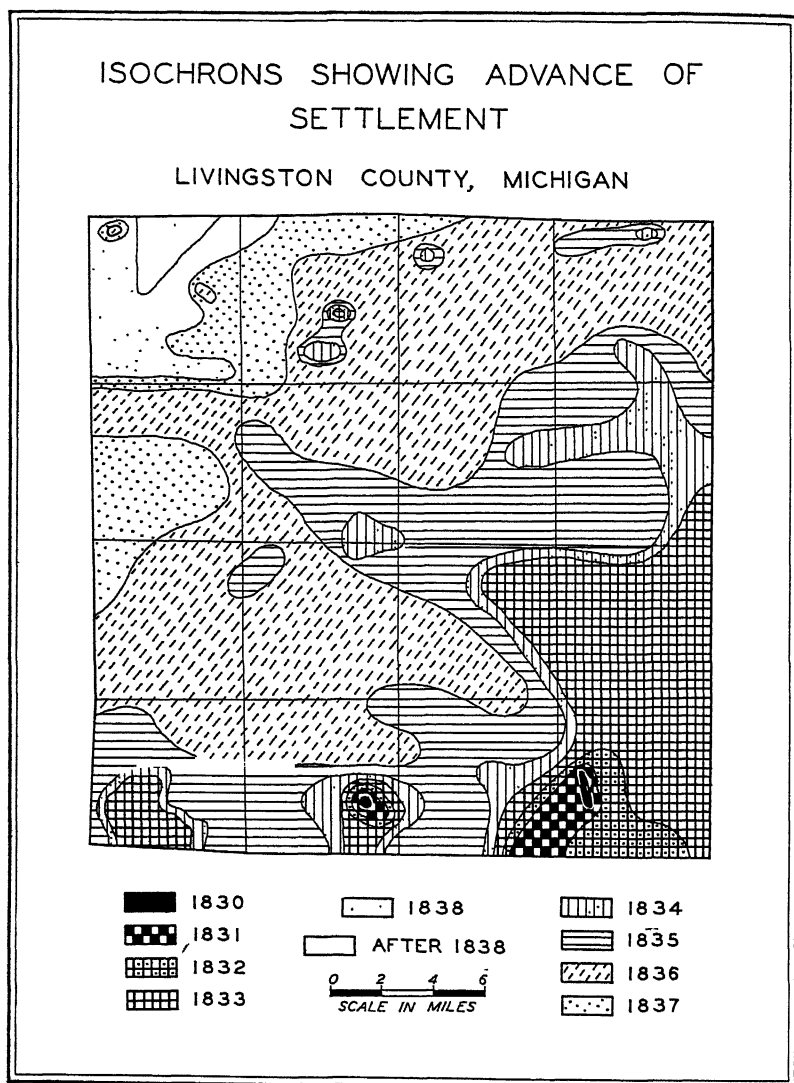 ISOCHRONS SHOWING ADVANCE OF
SETTLEMENT
LIVINGSTON COUNTY, MICHIGAN
1830
1831
1832
1833
1838
AFTER 1838
0 2 4 6
SCALE IN MILES
1834
1835
1836
1837